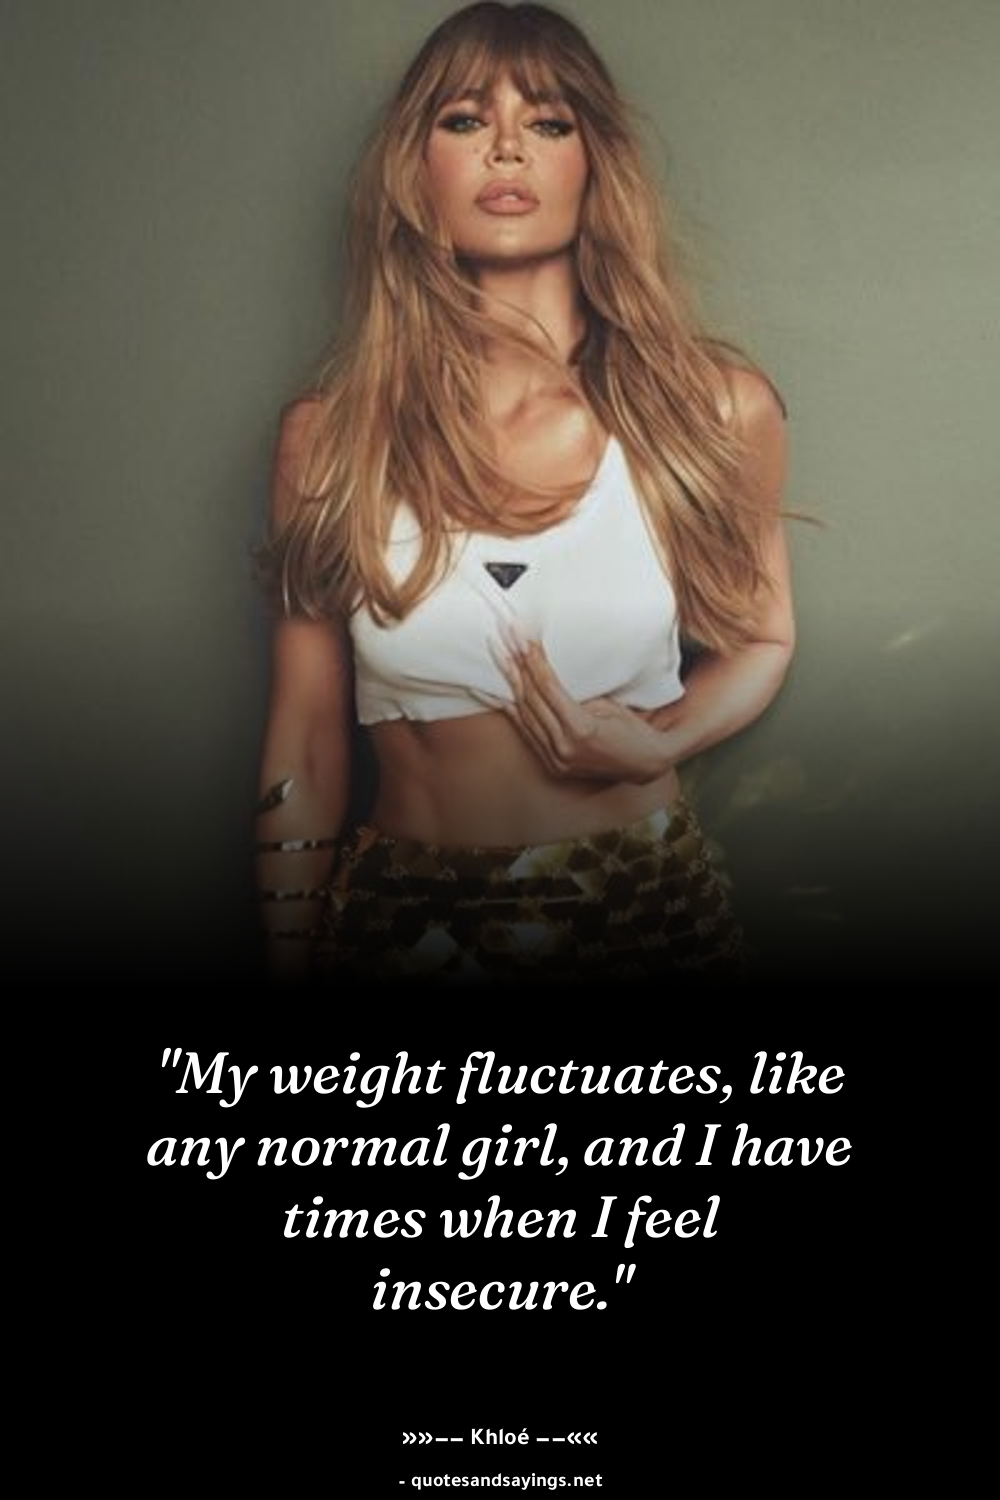 "My weight fluctuates, like
any normal girl, and I have
times when I feel
insecure."
»»−− Khloé −−««
- quotesandsayings.net